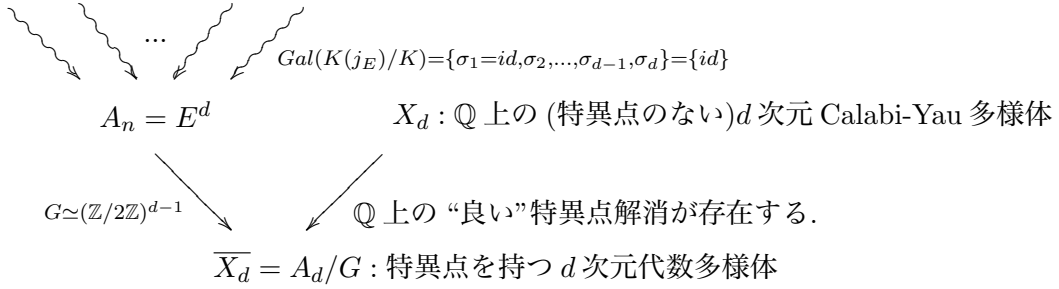 ...
Gal(K(j_E)/K)={σ_1=id,σ_2,...,σ_{d-1},σ_d}={id}
A_n = E^d X_d : ℚ 上の (特異点のない)d 次元 Calabi-Yau 多様体
G≃(ℤ/2ℤ)^{d-1} ℚ 上の “良い”特異点解消が存在する.
\overline{X_d} = A_d/G : 特異点を持つ d 次元代数多様体